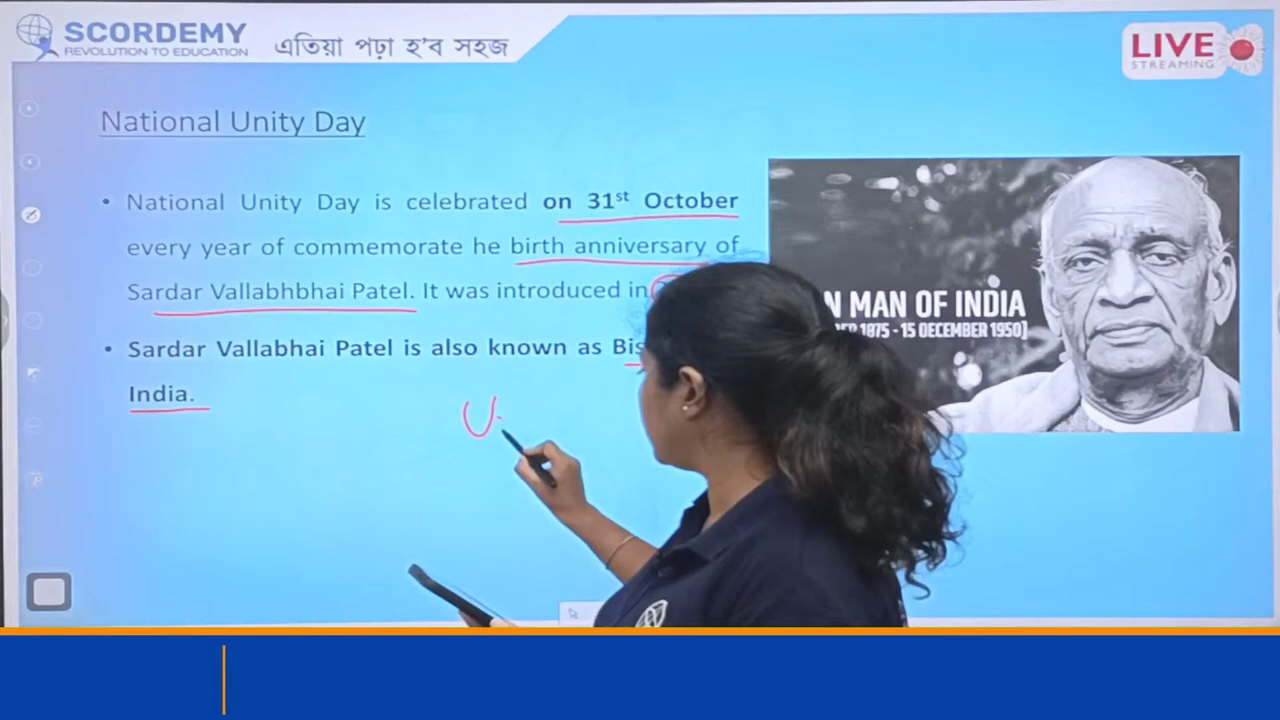 SCORDEMY
REVOLUTION TO EDUCATION
এতিয়া পঢ়া হ'ব সহজ
LIVE
STREAMING
National Unity Day
• National Unity Day is celebrated on 31st October
every year of commemorate he birth anniversary of
Sardar Vallabhbhai Patel. It was introduced in
• Sardar Vallabhai Patel is also known as
India.
MAN OF INDIA
1875 - 15 DECEMBER 1950]